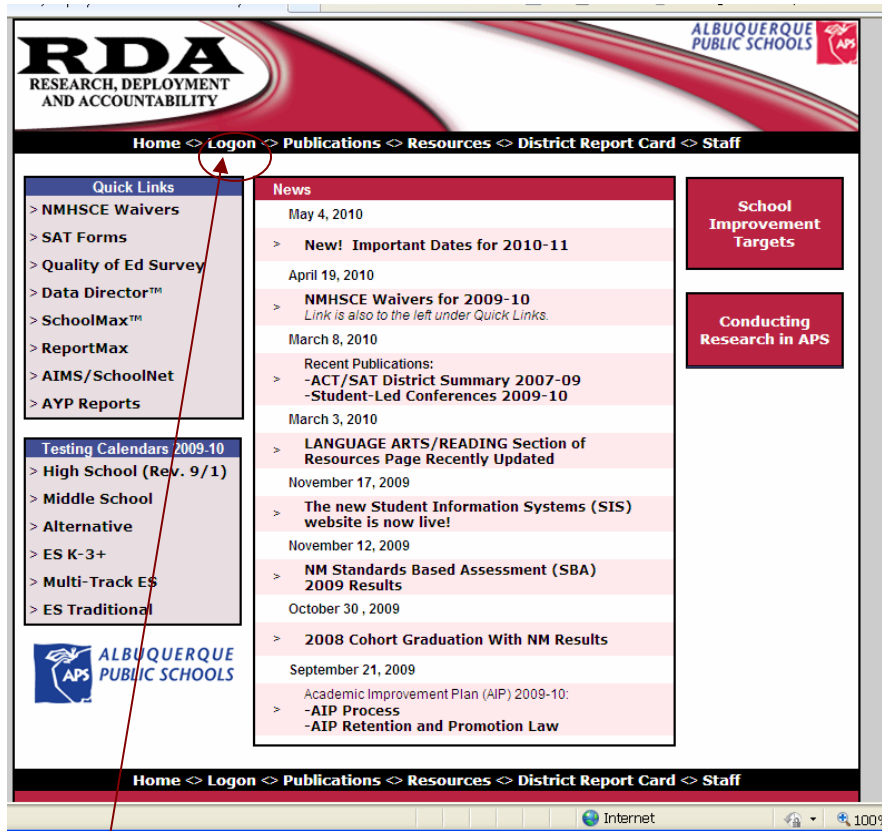 RDA
RESEARCH, DEPLOYMENT
AND ACCOUNTABILITY
ALBUQUERQUE
PUBLIC SCHOOLS
APS
Home <> Logon <> Publications <> Resources <> District Report Card <> Staff
Quick Links
> NMHSCE Waivers
> SAT Forms
> Quality of Ed Survey
> Data Director™
> SchoolMax™
> ReportMax
> AIMS/SchoolNet
> AYP Reports
Testing Calendars 2009-10
> High School (Rev. 9/1)
> Middle School
> Alternative
> ES K-3+
> Multi-Track ES
> ES Traditional
APS
ALBUQUERQUE
PUBLIC SCHOOLS
News
May 4, 2010
> New! Important Dates for 2010-11
April 19, 2010
> NMHSCE Waivers for 2009-10
Link is also to the left under Quick Links.
March 8, 2010
Recent Publications:
> -ACT/SAT District Summary 2007-09
-Student-Led Conferences 2009-10
March 3, 2010
> LANGUAGE ARTS/READING Section of
Resources Page Recently Updated
November 17, 2009
> The new Student Information Systems (SIS)
website is now live!
November 12, 2009
> NM Standards Based Assessment (SBA)
2009 Results
October 30 , 2009
> 2008 Cohort Graduation With NM Results
September 21, 2009
Academic Improvement Plan (AIP) 2009-10:
> -AIP Process
-AIP Retention and Promotion Law
School
Improvement
Targets
Conducting
Research in APS
Home <> Logon <> Publications <> Resources <> District Report Card <> Staff
Internet
100%